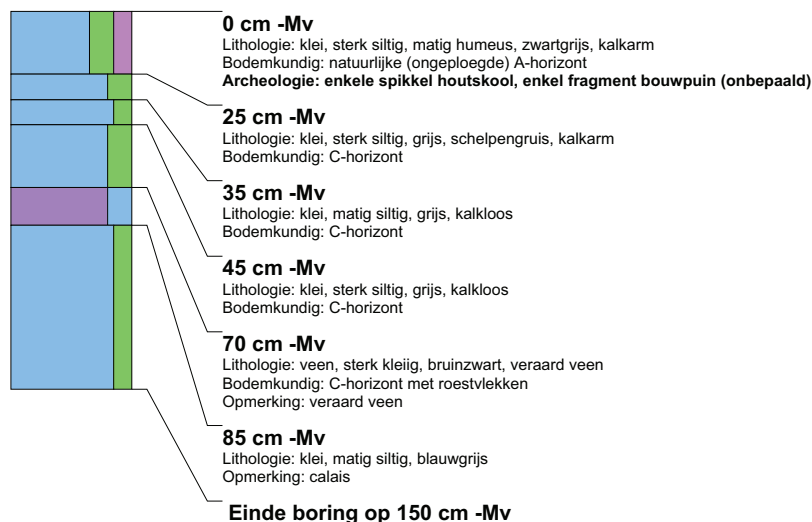 0 cm -Mv
Lithologie: klei, sterk siltig, matig humeus, zwartgrijs, kalkarm
Bodemkundig: natuurlijke (ongeploegde) A-horizont
Archeologie: enkele spikkel houtskool, enkel fragment bouwpuin (onbepaald)
25 cm -Mv
Lithologie: klei, sterk siltig, grijs, schelpengruis, kalkarm
Bodemkundig: C-horizont
35 cm -Mv
Lithologie: klei, matig siltig, grijs, kalkloos
Bodemkundig: C-horizont
45 cm -Mv
Lithologie: klei, sterk siltig, grijs, kalkloos
Bodemkundig: C-horizont
70 cm -Mv
Lithologie: veen, sterk kleiig, bruinzwart, veraard veen
Bodemkundig: C-horizont met roestvlekken
Opmerking: veraard veen
85 cm -Mv
Lithologie: klei, matig siltig, blauwgrijs
Opmerking: calais
Einde boring op 150 cm -Mv